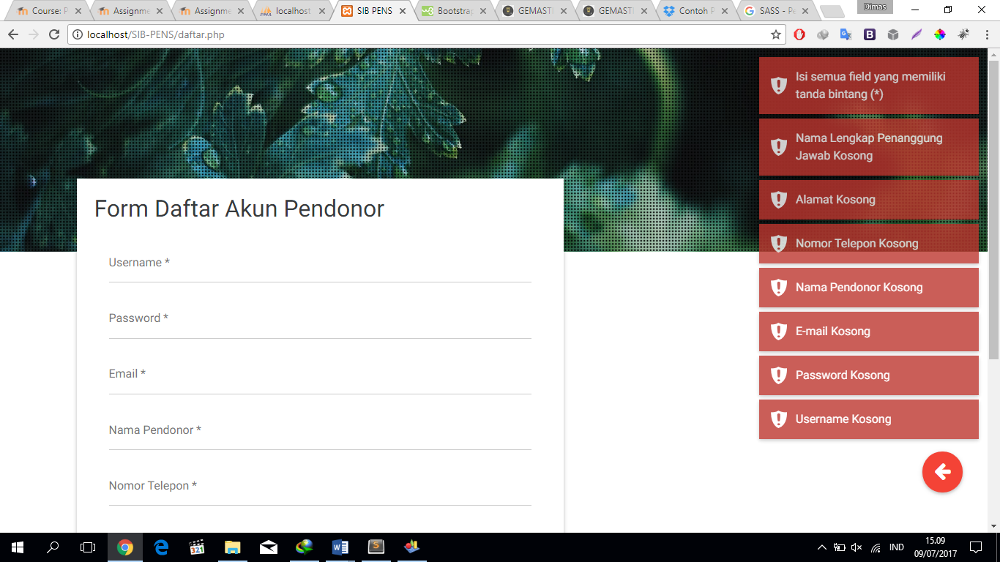 Course: P
Assignme
Assignme
localhost
SIB PENS
Bootstrap
GEMASTI
GEMASTI
Contoh P
SASS - Pe
Dimas
localhost/SIB-PENS/daftar.php
Isi semua field yang memiliki
tanda bintang (*)
Nama Lengkap Penanggung
Jawab Kosong
Alamat Kosong
Nomor Telepon Kosong
Nama Pendonor Kosong
E-mail Kosong
Password Kosong
Username Kosong
Form Daftar Akun Pendonor
Username *
Password *
Email *
Nama Pendonor *
Nomor Telepon *
IND
15.09
09/07/2017